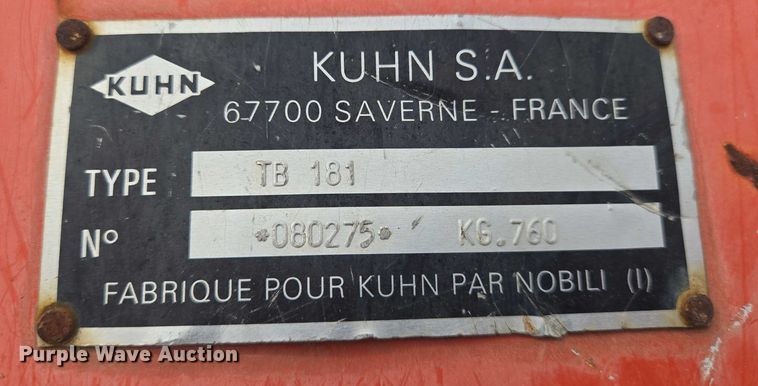 KUHN
KUHN S.A.
67700 SAVERNE - FRANCE
TYPE TB 181
Nº *080275* KG.760
FABRIQUE POUR KUHN PAR NOBILI (I)
Purple Wave Auction